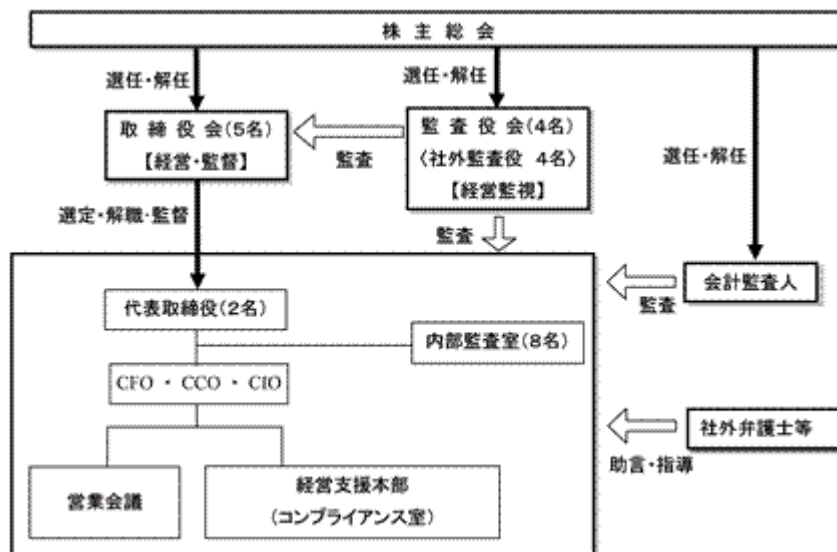 株主総会
選任・解任
選任・解任
選任・解任
取締役会(5名)
【経営・監督】
監査
監査役会(4名)
〈社外監査役 4名〉
【経営監視】
選定・解職・監督
監査
会計監査人
監査
代表取締役(2名)
内部監査室(8名)
CFO ・ CCO ・ CIO
社外弁護士等
助言・指導
営業会議
経営支援本部
(コンプライアンス室)